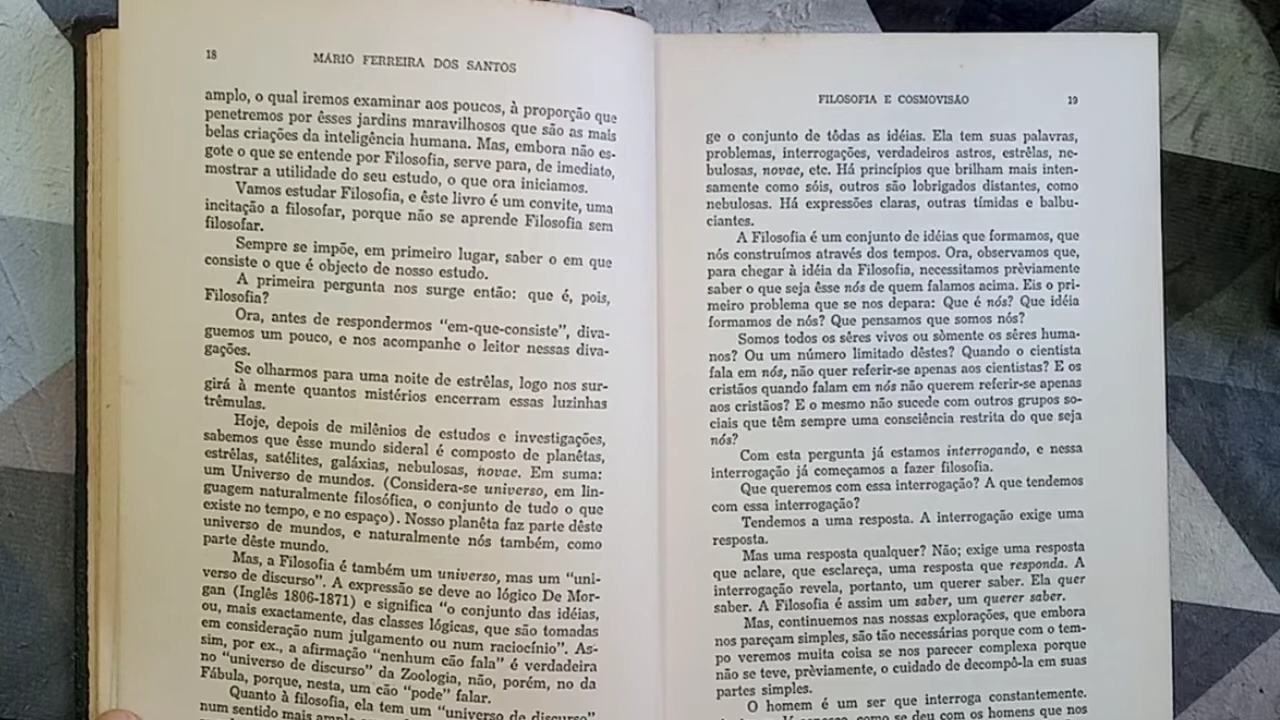 18
MÁRIO FERREIRA DOS SANTOS
amplo, o qual iremos examinar aos poucos, à proporção que
penetremos por êsses jardins maravilhosos que são as mais
belas criações da inteligência humana. Mas, embora não es-
gote o que se entende por Filosofia, serve para, de imediato,
mostrar a utilidade do seu estudo, o que ora iniciamos.
Vamos estudar Filosofia, e êste livro é um convite, uma
incitação a filosofar, porque não se aprende Filosofia sem
filosofar.
Sempre se impõe, em primeiro lugar, saber o em que
consiste o que é objecto de nosso estudo.
A primeira pergunta nos surge então: que é, pois,
Filosofia?
Ora, antes de respondermos "em-que-consiste", diva-
guemos um pouco, e nos acompanhe o leitor nessas diva-
gações.
Se olharmos para uma noite de estrêlas, logo nos sur-
girá à mente quantos mistérios encerram essas luzinhas
trêmulas.
Hoje, depois de milênios de estudos e investigações,
sabemos que êsse mundo sideral é composto de planêtas,
estrêlas, satélites, galáxias, nebulosas, novae. Em suma:
um Universo de mundos. (Considera-se universo, em lin-
guagem naturalmente filosófica, o conjunto de tudo o que
existe no tempo, e no espaço). Nosso planêta faz parte dêste
universo de mundos, e naturalmente nós também, como
parte dêste mundo.
Mas, a Filosofia é também um universo, mas um "uni-
verso de discurso". A expressão se deve ao lógico De Mor-
gan (Inglês 1806-1871) e significa "o conjunto das idéias,
ou, mais exactamente, das classes lógicas, que são tomadas
em consideração num julgamento ou num raciocínio". As-
sim, por ex., a afirmação "nenhum cão fala" é verdadeira
no "universo de discurso" da Zoologia, não, porém, no da
Fábula, porque, nesta, um cão "pode" falar.
Quanto à filosofia, ela tem um "universo de discurso"
num sentido mais amplo
FILOSOFIA E COSMOVISÃO
19
ge o conjunto de tôdas as idéias. Ela tem suas palavras,
problemas, interrogações, verdadeiros astros, estrêlas, ne-
bulosas, novae, etc. Há princípios que brilham mais inten-
samente como sóis, outros são lobrigados distantes, como
nebulosas. Há expressões claras, outras tímidas e balbu-
ciantes.
A Filosofia é um conjunto de idéias que formamos, que
nós construímos através dos tempos. Ora, observamos que,
para chegar à idéia da Filosofia, necessitamos prèviamente
saber o que seja êsse nós de quem falamos acima. Eis o pri-
meiro problema que se nos depara: Que é nós? Que idéia
formamos de nós? Que pensamos que somos nós?
Somos todos os sêres vivos ou sòmente os sêres huma-
nos? Ou um número limitado dêstes? Quando o cientista
fala em nós, não quer referir-se apenas aos cientistas? E os
cristãos quando falam em nós não querem referir-se apenas
aos cristãos? E o mesmo não sucede com outros grupos so-
ciais que têm sempre uma consciência restrita do que seja
nós?
Com esta pergunta já estamos interrogando, e nessa
interrogação já começamos a fazer filosofia.
Que queremos com essa interrogação? A que tendemos
com essa interrogação?
Tendemos a uma resposta. A interrogação exige uma
resposta.
Mas uma resposta qualquer? Não; exige uma resposta
que aclare, que esclareça, uma resposta que responda. A
interrogação revela, portanto, um querer saber. Ela quer
saber. A Filosofia é assim um saber, um querer saber.
Mas, continuemos nas nossas explorações, que embora
nos pareçam simples, são tão necessárias porque com o tem-
po veremos muita coisa se nos parecer complexa porque
não se teve, prèviamente, o cuidado de decompô-la em suas
partes simples.
O homem é um ser que interroga constantemente.
como se deu com os homens que nos